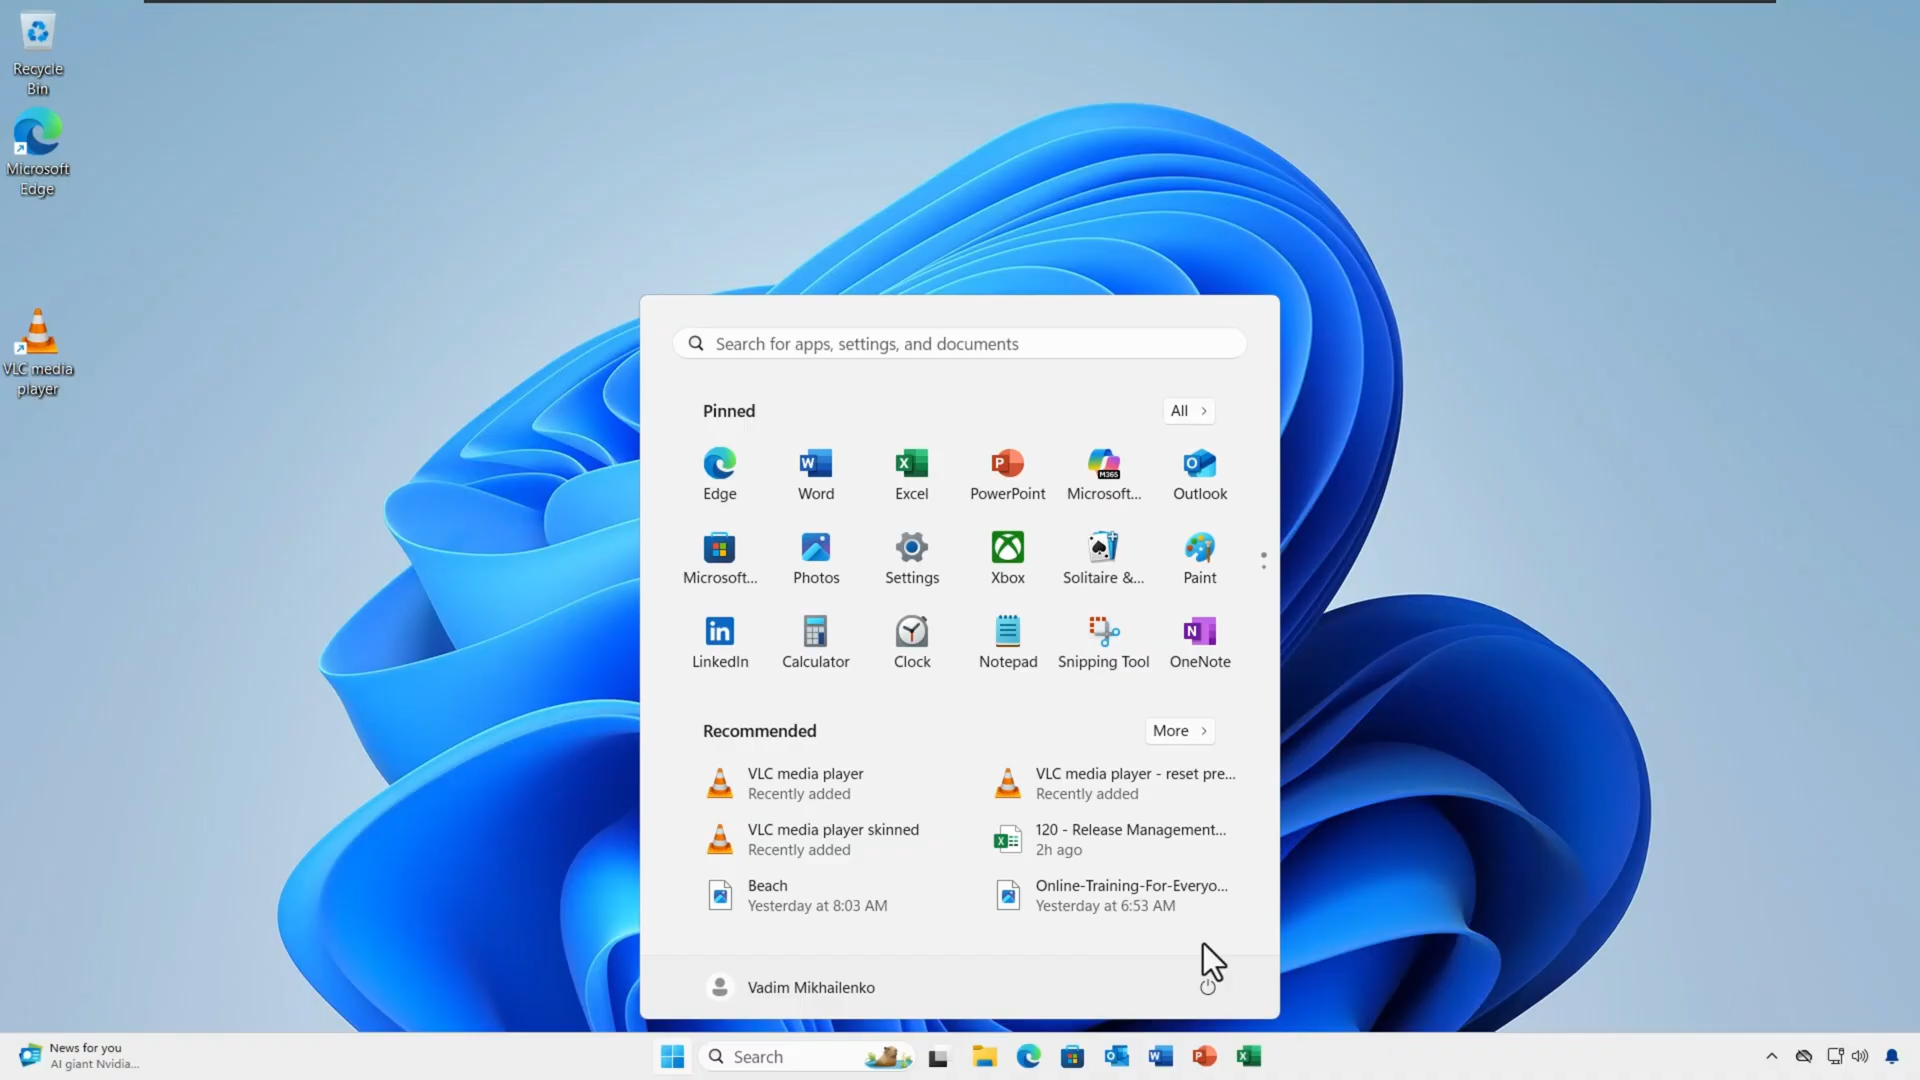 Recycle
Bin
Microsoft
Edge
VLC media
player
Search for apps, settings, and documents
Pinned
All
Edge
Word
Excel
PowerPoint
Microsoft...
Outlook
Microsoft...
Photos
Settings
Xbox
Solitaire &...
Paint
LinkedIn
Calculator
Clock
Notepad
Snipping Tool
OneNote
Recommended
More
VLC media player
Recently added
VLC media player - reset pre...
Recently added
VLC media player skinned
Recently added
120 - Release Management...
2h ago
Beach
Yesterday at 8:03 AM
Online-Training-For-Everyo...
Yesterday at 6:53 AM
Vadim Mikhailenko
News for you
AI giant Nvidia...
Search